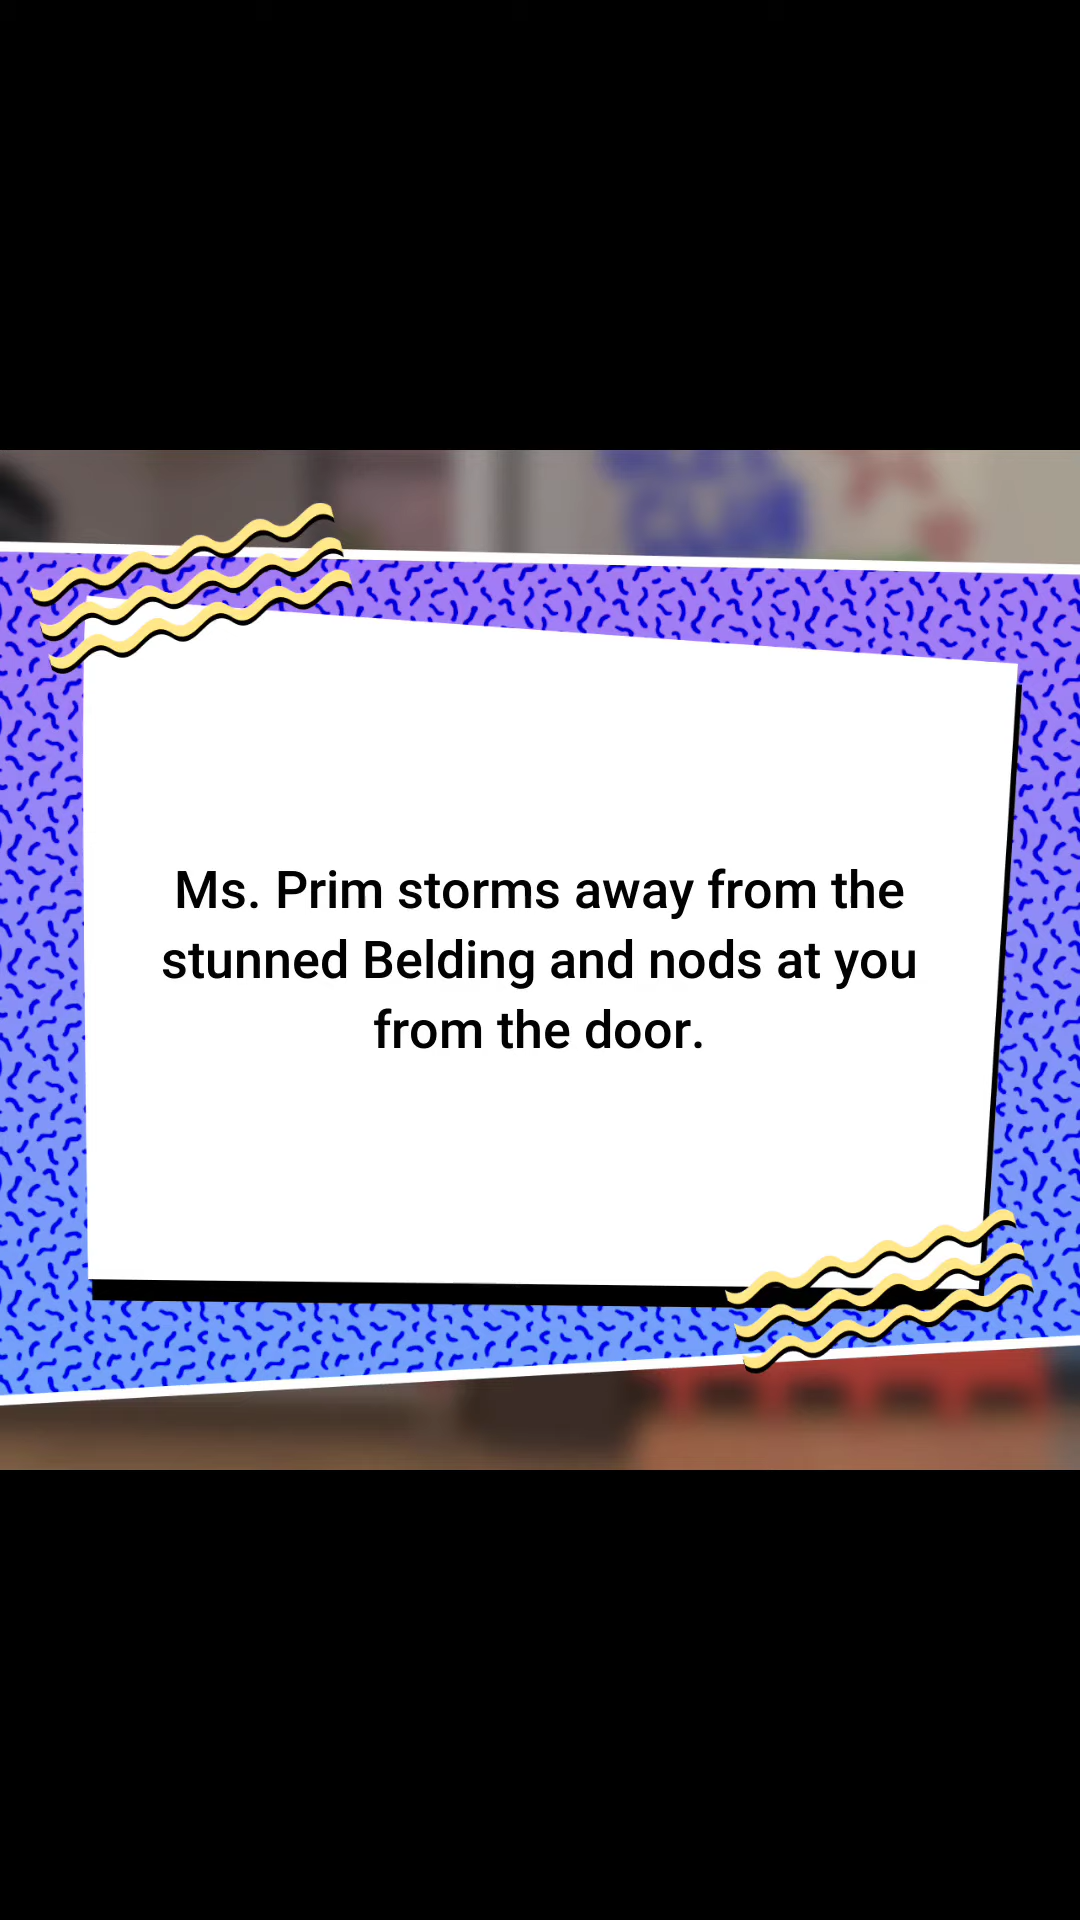 Ms. Prim storms away from the
stunned Belding and nods at you
from the door.